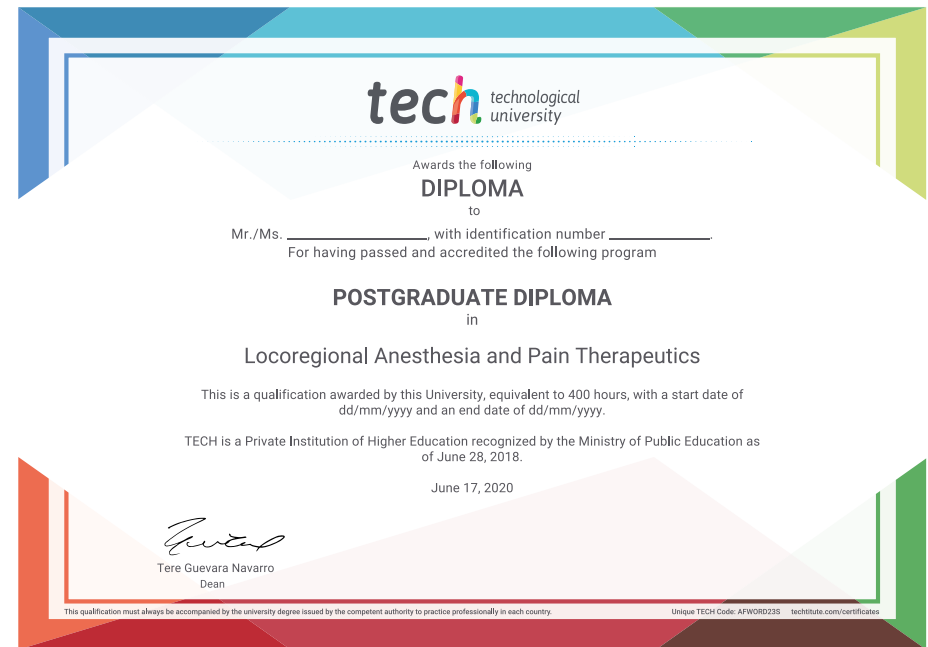 tech technological
university
Awards the following
DIPLOMA
to
Mr./Ms. ____________________, with identification number ______________.
For having passed and accredited the following program
POSTGRADUATE DIPLOMA
in
Locoregional Anesthesia and Pain Therapeutics
This is a qualification awarded by this University, equivalent to 400 hours, with a start date of
dd/mm/yyyy and an end date of dd/mm/yyyy.
TECH is a Private Institution of Higher Education recognized by the Ministry of Public Education as
of June 28, 2018.
June 17, 2020
Tere Guevara Navarro
Dean
This qualification must always be accompanied by the university degree issued by the competent authority to practice professionally in each country.
Unique TECH Code: AFWORD23S techtitute.com/certificates